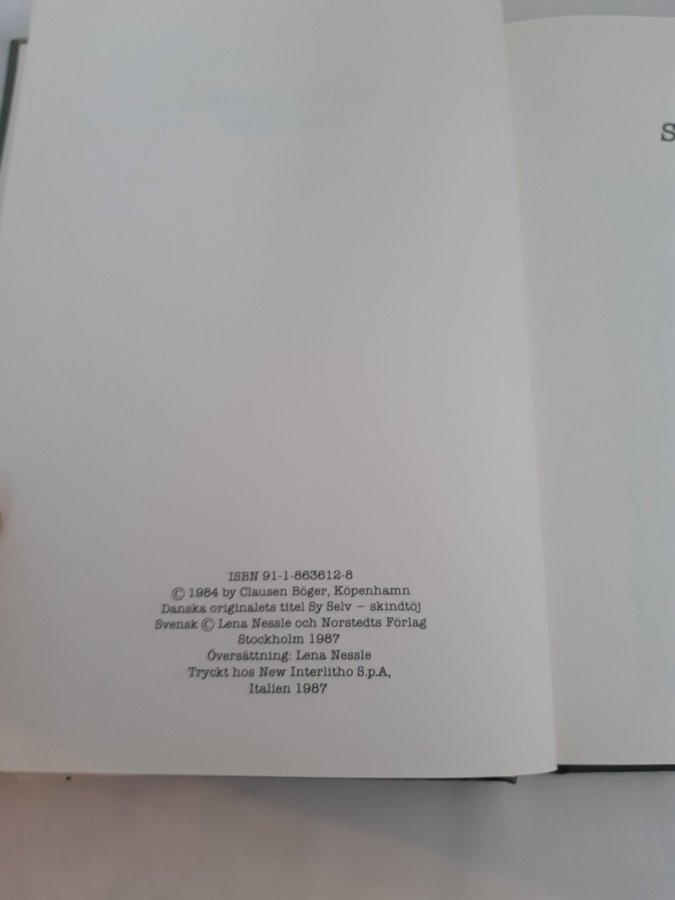 ISBN 91-1-863612-8
© 1984 by Clausen Böger, Köpenhamn
Danska originalets titel Sy Selv — skindtöj
Svensk © Lena Nessle och Norstedts Förlag
Stockholm 1987
Översättning: Lena Nessle
Tryckt hos New Interlitho S.p.A,
Italien 1987
S